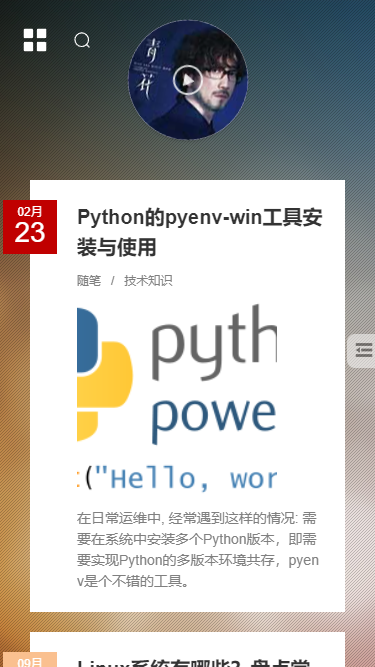 青
花
02月
23
Python的pyenv-win工具安
装与使用
随笔 / 技术知识
pyth
powe
t("Hello, wor
在日常运维中, 经常遇到这样的情况: 需
要在系统中安装多个Python版本，即需
要实现Python的多版本环境共存，pyen
v是个不错的工具。
09月
Linux系统有哪些？盘点常